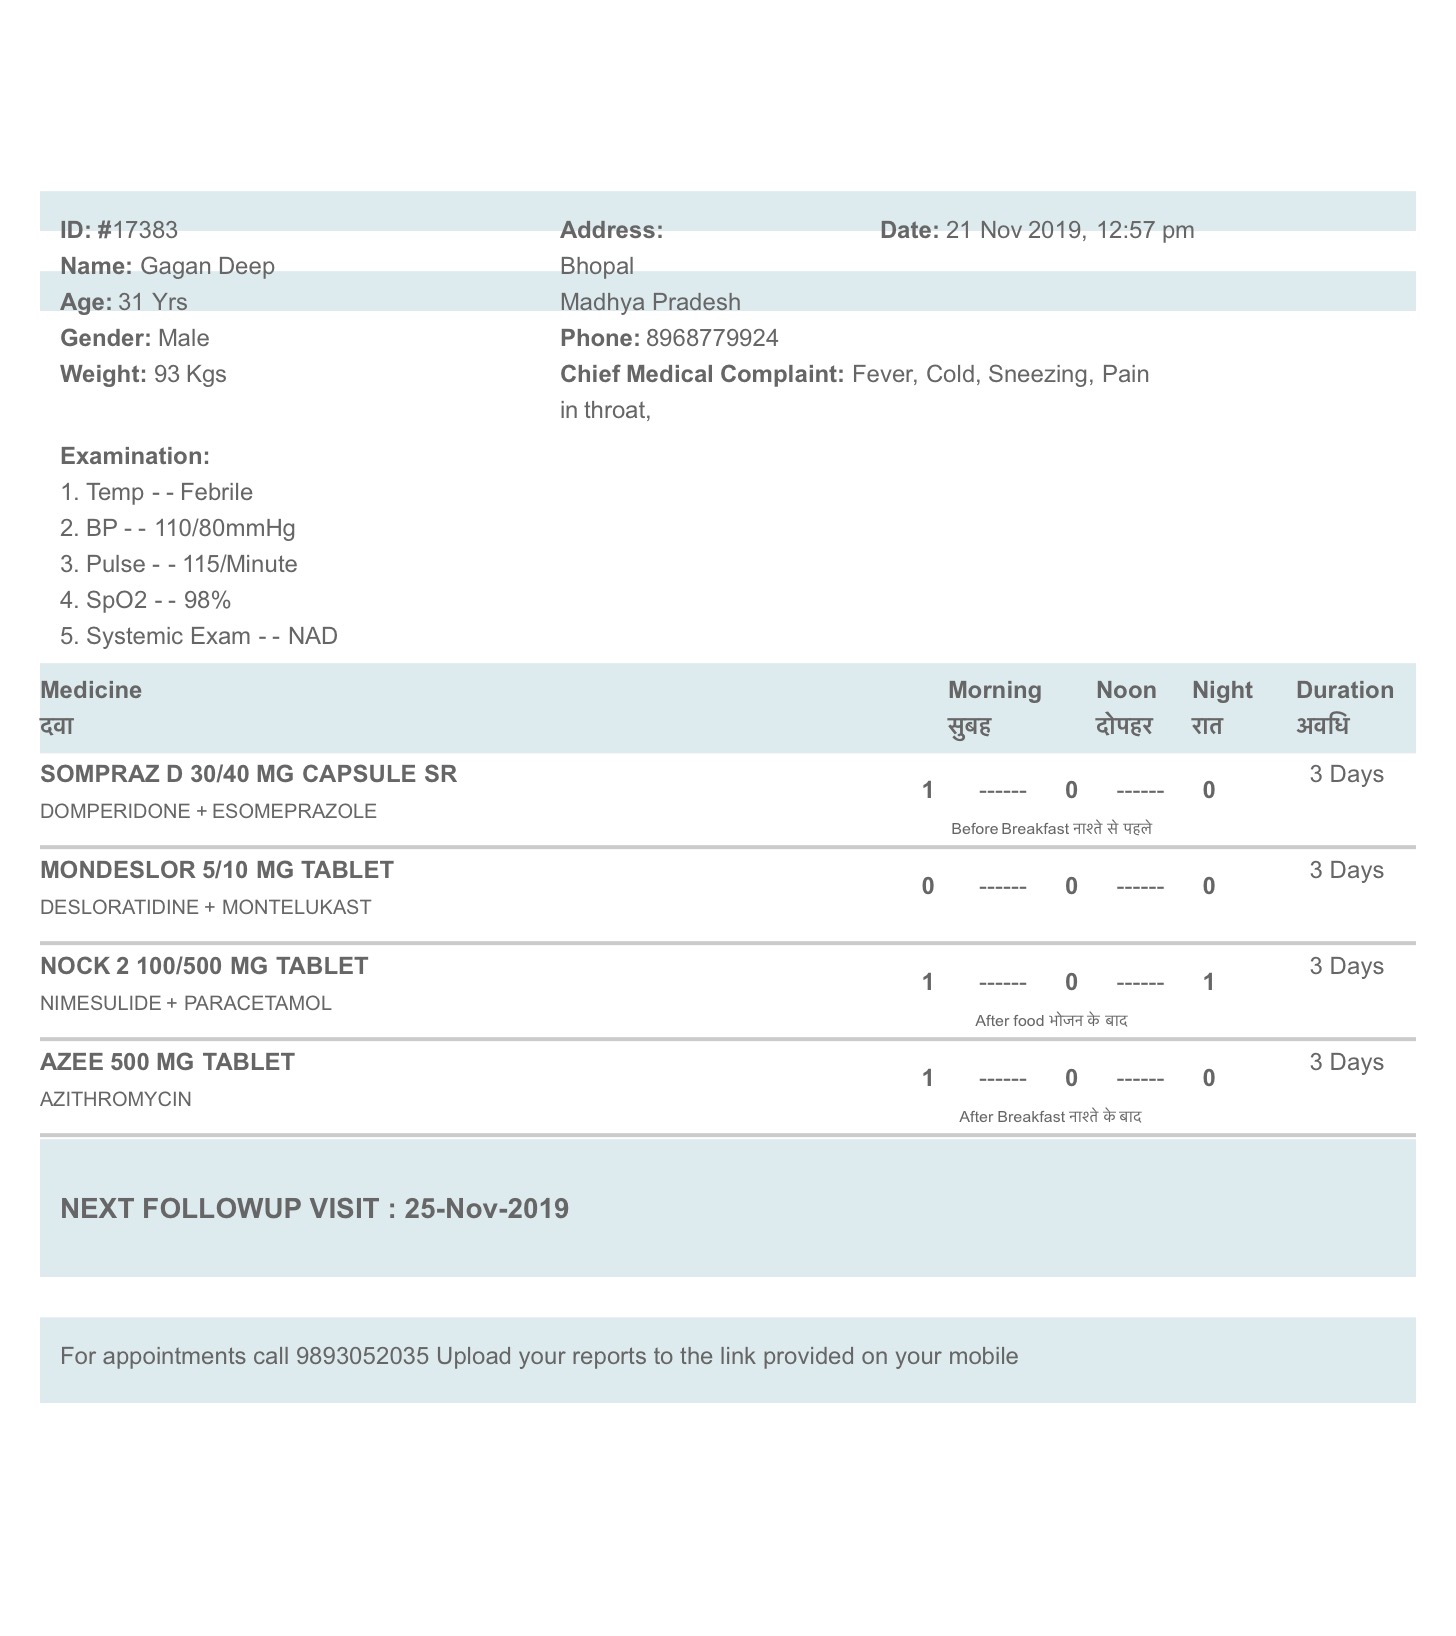 ID: #17383 Address: Date: 21 Nov 2019, 12:57 pm
Name: Gagan Deep Bhopal
Age: 31 Yrs Madhya Pradesh
Gender: Male Phone: 8968779924
Weight: 93 Kgs Chief Medical Complaint: Fever, Cold, Sneezing, Pain
in throat,
Examination:
1. Temp - - Febrile
2. BP - - 110/80mmHg
3. Pulse - - 115/Minute
4. SpO2 - - 98%
5. Systemic Exam - - NAD
Medicine Morning Noon Night Duration
दवा सुबह दोपहर रात अवधि
SOMPRAZ D 30/40 MG CAPSULE SR 3 Days
1 ------ 0 ------ 0
DOMPERIDONE + ESOMEPRAZOLE
Before Breakfast नाश्ते से पहले
MONDESLOR 5/10 MG TABLET 3 Days
0 ------ 0 ------ 0
DESLORATIDINE + MONTELUKAST
NOCK 2 100/500 MG TABLET 3 Days
1 ------ 0 ------ 1
NIMESULIDE + PARACETAMOL
After food भोजन के बाद
AZEE 500 MG TABLET 3 Days
1 ------ 0 ------ 0
AZITHROMYCIN
After Breakfast नाश्ते के बाद
NEXT FOLLOWUP VISIT : 25-Nov-2019
For appointments call 9893052035 Upload your reports to the link provided on your mobile